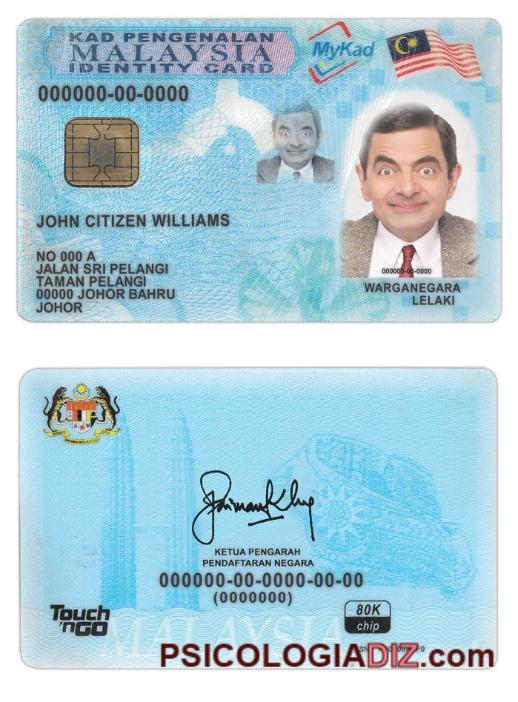 KAD PENGENALAN
MALAYSIA
IDENTITY CARD
MyKad
000000-00-0000
JOHN CITIZEN WILLIAMS
NO 000 A
JALAN SRI PELANGI
TAMAN PELANGI
00000 JOHOR BAHRU
JOHOR
000000-00-0000
WARGANEGARA
LELAKI
KETUA PENGARAH
PENDAFTARAN NEGARA
000000-00-0000-00-00
(0000000)
Touch
'nGO
80K
chip
MALAYSIA
PSICOLOGIADIZ.com